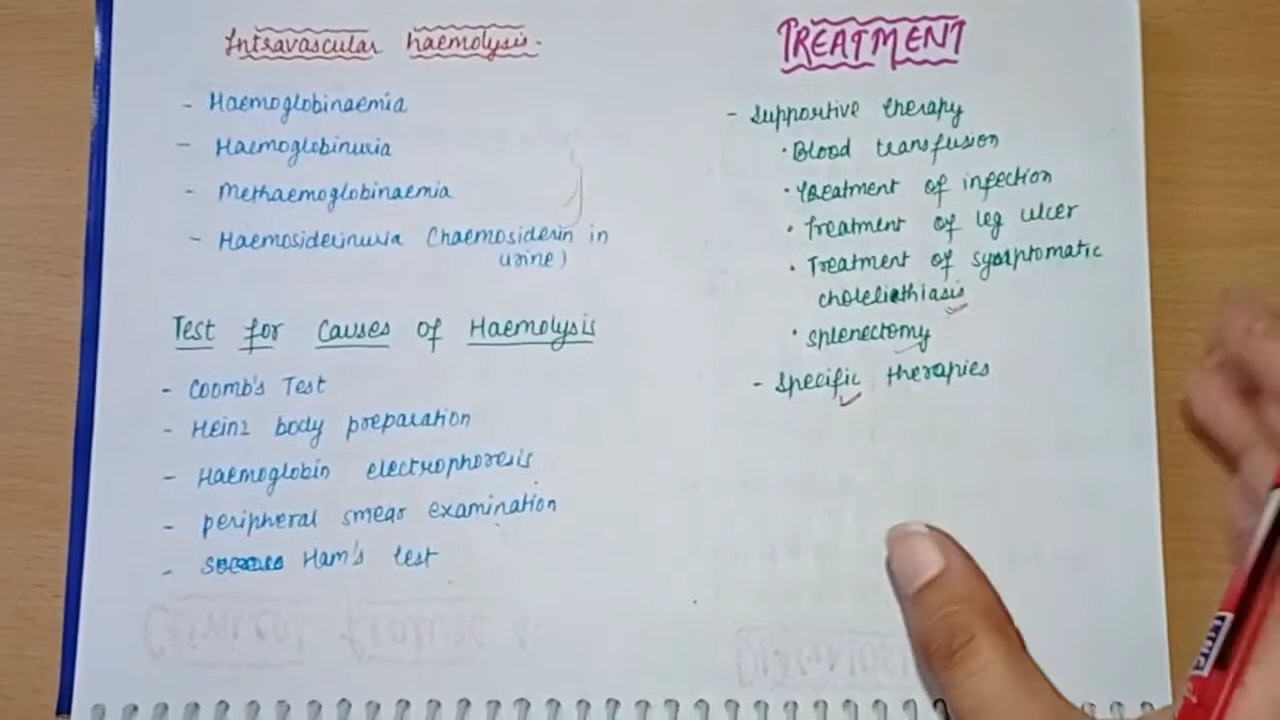 Intravascular haemolysis.
- Haemoglobinaemia
- Haemoglobinuria
- Methaemoglobinaemia
- Haemosiderinuria (haemosiderin in
urine)
Test for causes of Haemolysis
- Coomb's Test
- Heinz body preparation
- Haemoglobin electrophoresis
- peripheral smear examination
- Ham's test
TREATMENT
- Supportive therapy
• Blood transfusion
• Treatment of infection
• Treatment of leg ulcer
• Treatment of symptomatic
cholelithiasis
• splenectomy
- Specific therapies